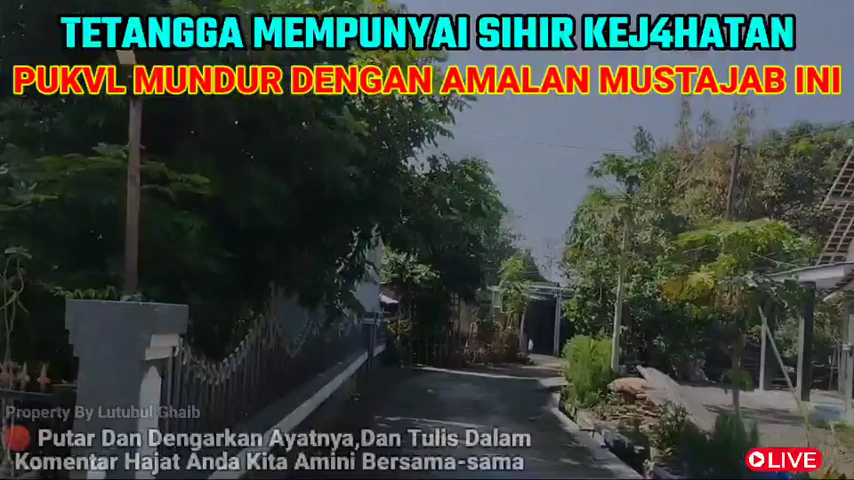 TETANGGA MEMPUNYAI SIHIR KEJ4HATAN
PUKVL MUNDUR DENGAN AMALAN MUSTAJAB INI
Property By Lutubul Ghaib
Putar Dan Dengarkan Ayatnya,Dan Tulis Dalam
Komentar Hajat Anda Kita Amini Bersama-sama
LIVE